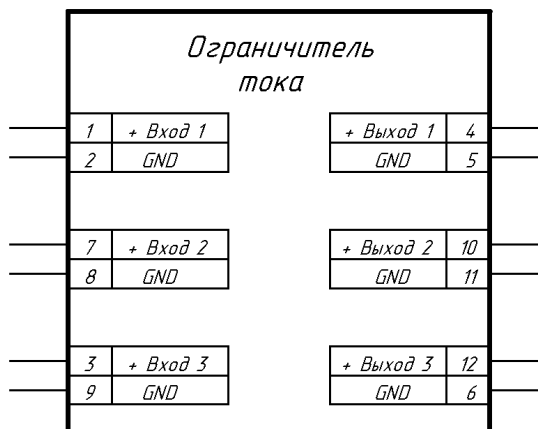 Ограничитель
тока
1 + Вход 1 + Выход 1 4
2 GND GND 5
7 + Вход 2 + Выход 2 10
8 GND GND 11
3 + Вход 3 + Выход 3 12
9 GND GND 6